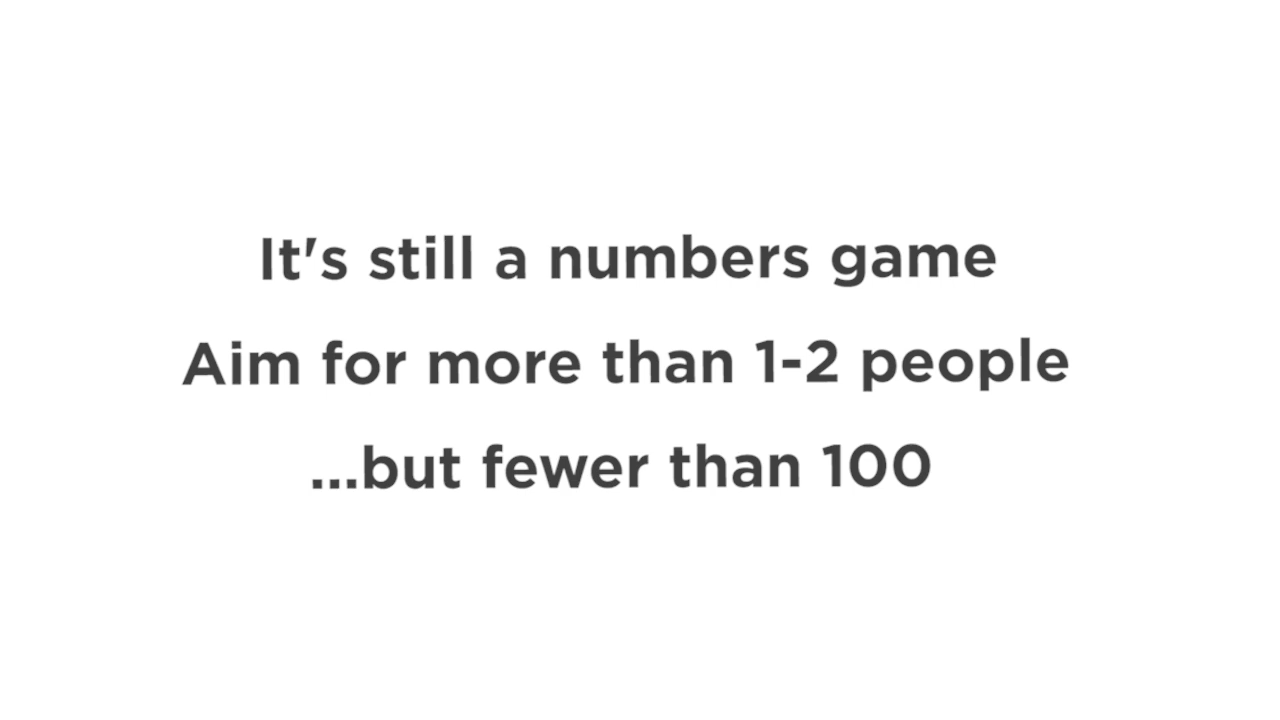 It's still a numbers game
Aim for more than 1-2 people
...but fewer than 100